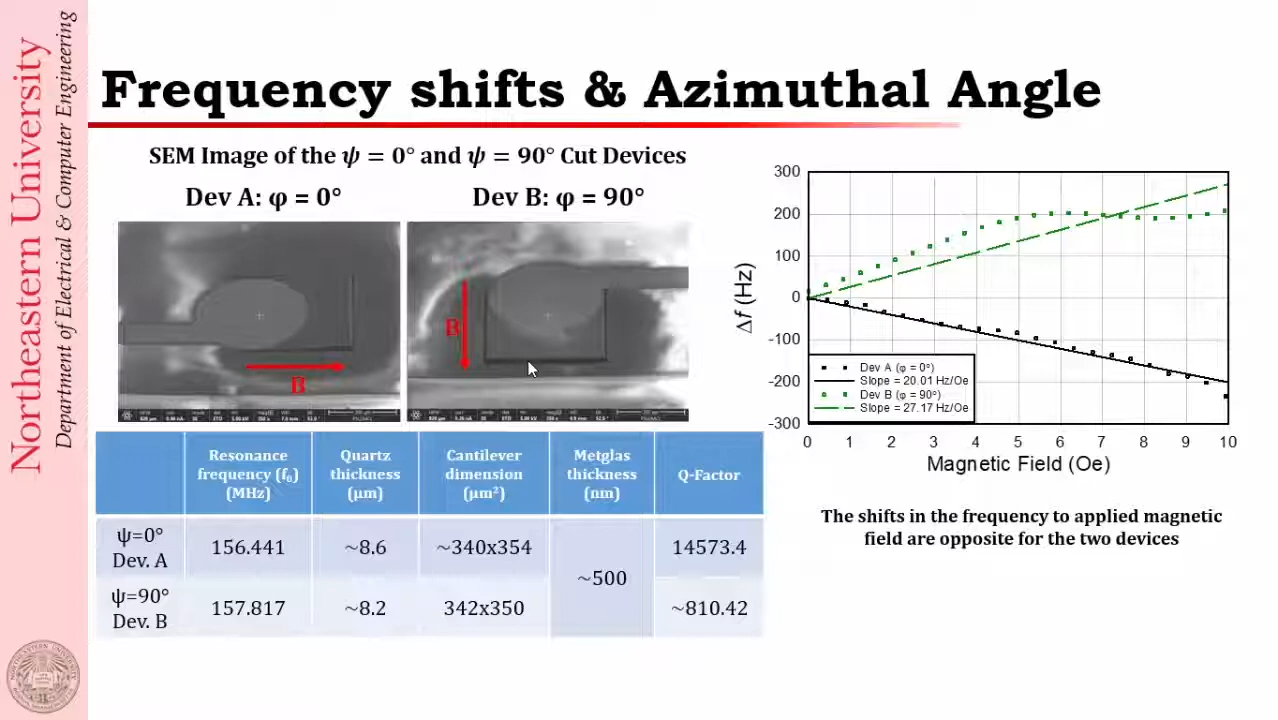 Northeastern University
Department of Electrical & Computer Engineering
Frequency shifts & Azimuthal Angle
SEM Image of the ψ = 0° and ψ = 90° Cut Devices
Dev A: φ = 0°
Dev B: φ = 90°
B
B
Resonance frequency (f₀) (MHz)
Quartz thickness (μm)
Cantilever dimension (μm²)
Metglas thickness (nm)
Q-Factor
ψ=0° Dev. A
156.441
~8.6
~340x354
~500
14573.4
ψ=90° Dev. B
157.817
~8.2
342x350
~810.42
300
200
100
0
-100
-200
-300
Δf (Hz)
Dev A (φ = 0°)
Slope = 20.01 Hz/Oe
Dev B (φ = 90°)
Slope = 27.17 Hz/Oe
0 1 2 3 4 5 6 7 8 9 10
Magnetic Field (Oe)
The shifts in the frequency to applied magnetic
field are opposite for the two devices